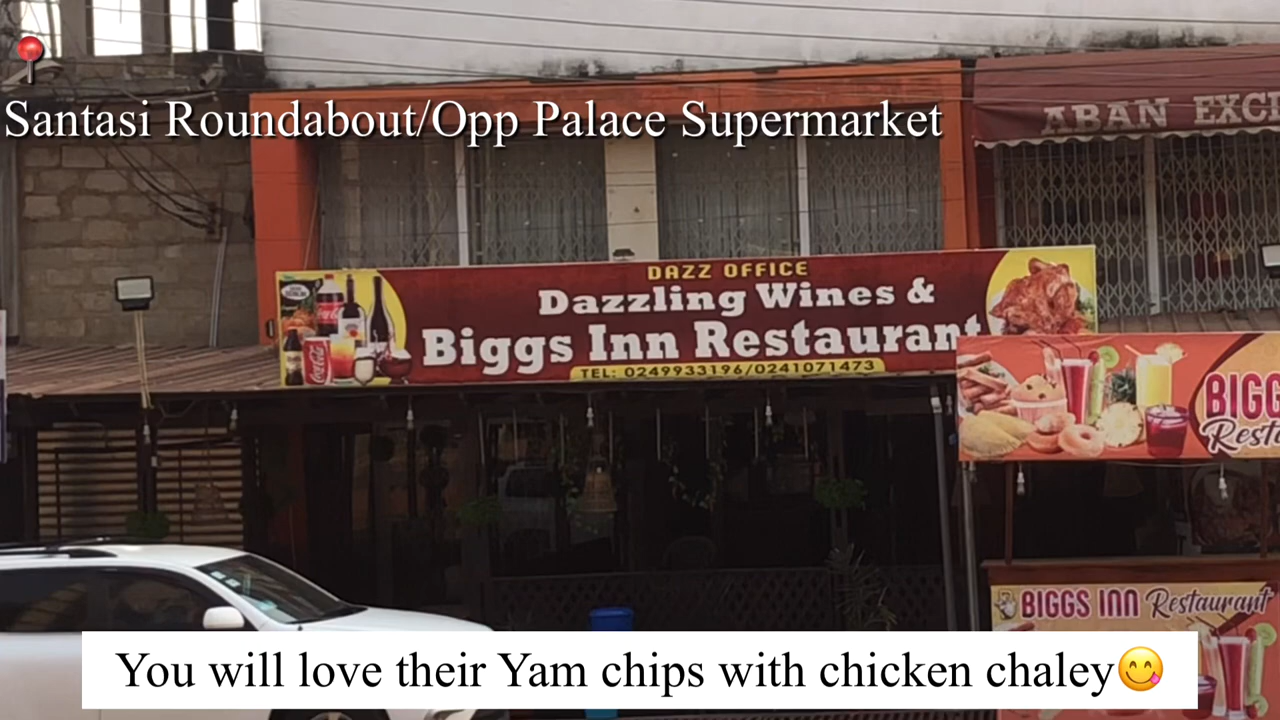 Santasi Roundabout/Opp Palace Supermarket
ABAN EXC
DAZZ OFFICE
Dazzling Wines &
Biggs Inn Restaurant
TEL: 0249933196/0241071473
BIGG
Rest
BIGGS INN Restaurant
You will love their Yam chips with chicken chaley😋